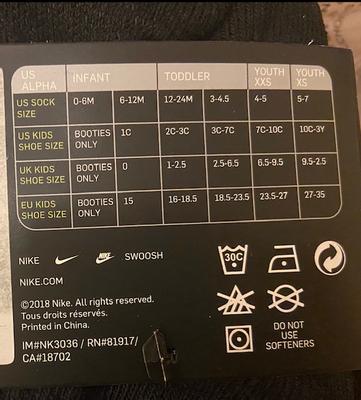 US ALPHA INFANT TODDLER YOUTH XXS YOUTH XS
US SOCK SIZE 0-6M 6-12M 12-24M 3-4.5 4-5 5-7
US KIDS SHOE SIZE BOOTIES ONLY 1C 2C-3C 3C-7C 7C-10C 10C-3Y
UK KIDS SHOE SIZE BOOTIES ONLY 0 1-2.5 2.5-6.5 6.5-9.5 9.5-2.5
EU KIDS SHOE SIZE BOOTIES ONLY 15 16-18.5 18.5-23.5 23.5-27 27-35
NIKE NIKE SWOOSH
NIKE.COM
30C
©2018 Nike. All rights reserved.
Tous droits réservés.
Printed in China.
IM#NK3036 / RN#81917/
CA#18702
DO NOT
USE
SOFTENERS